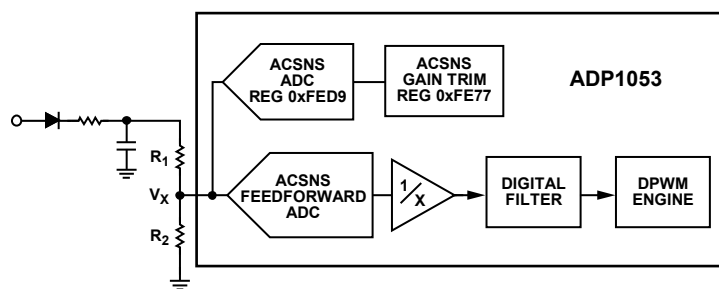 ACSNS
ADC
REG 0xFED9
ACSNS
GAIN TRIM
REG 0xFE77
ADP1053
R1
VX
R2
ACSNS
FEEDFORWARD
ADC
1/X
DIGITAL
FILTER
DPWM
ENGINE